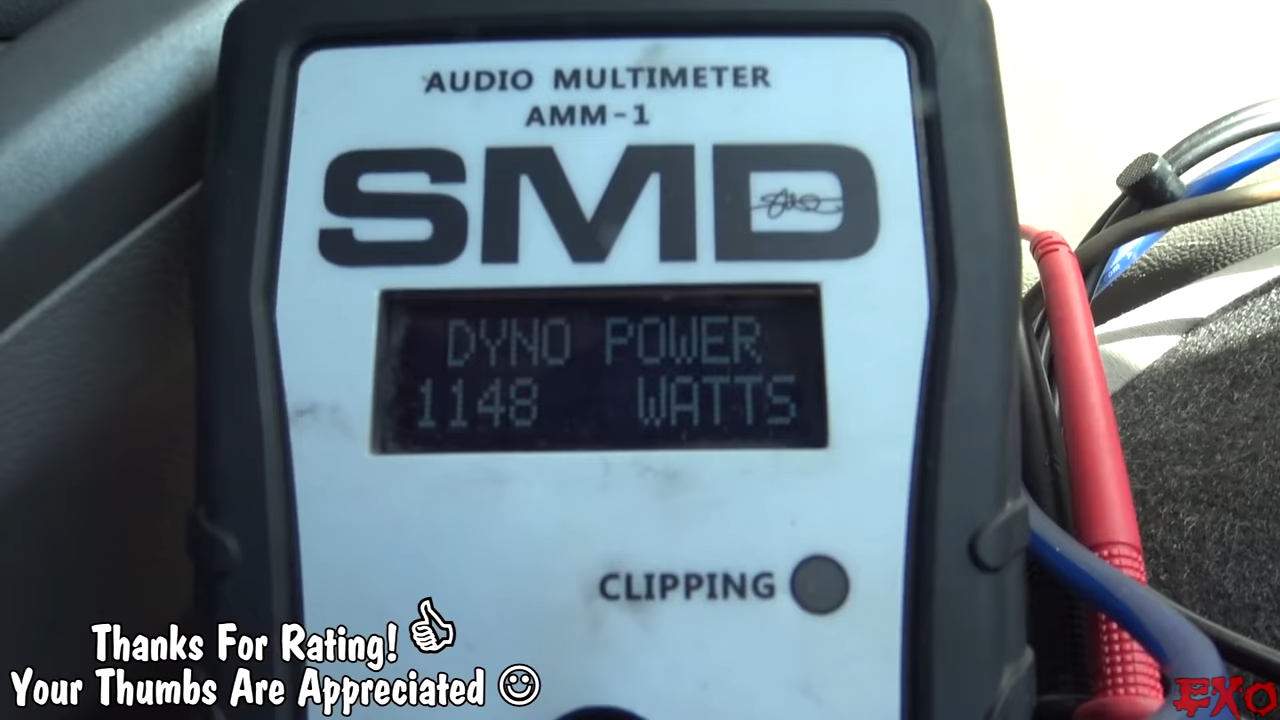 AUDIO MULTIMETER
AMM-1
SMD
DYNO POWER
1148 WATTS
CLIPPING
Thanks For Rating!
Your Thumbs Are Appreciated
EXO